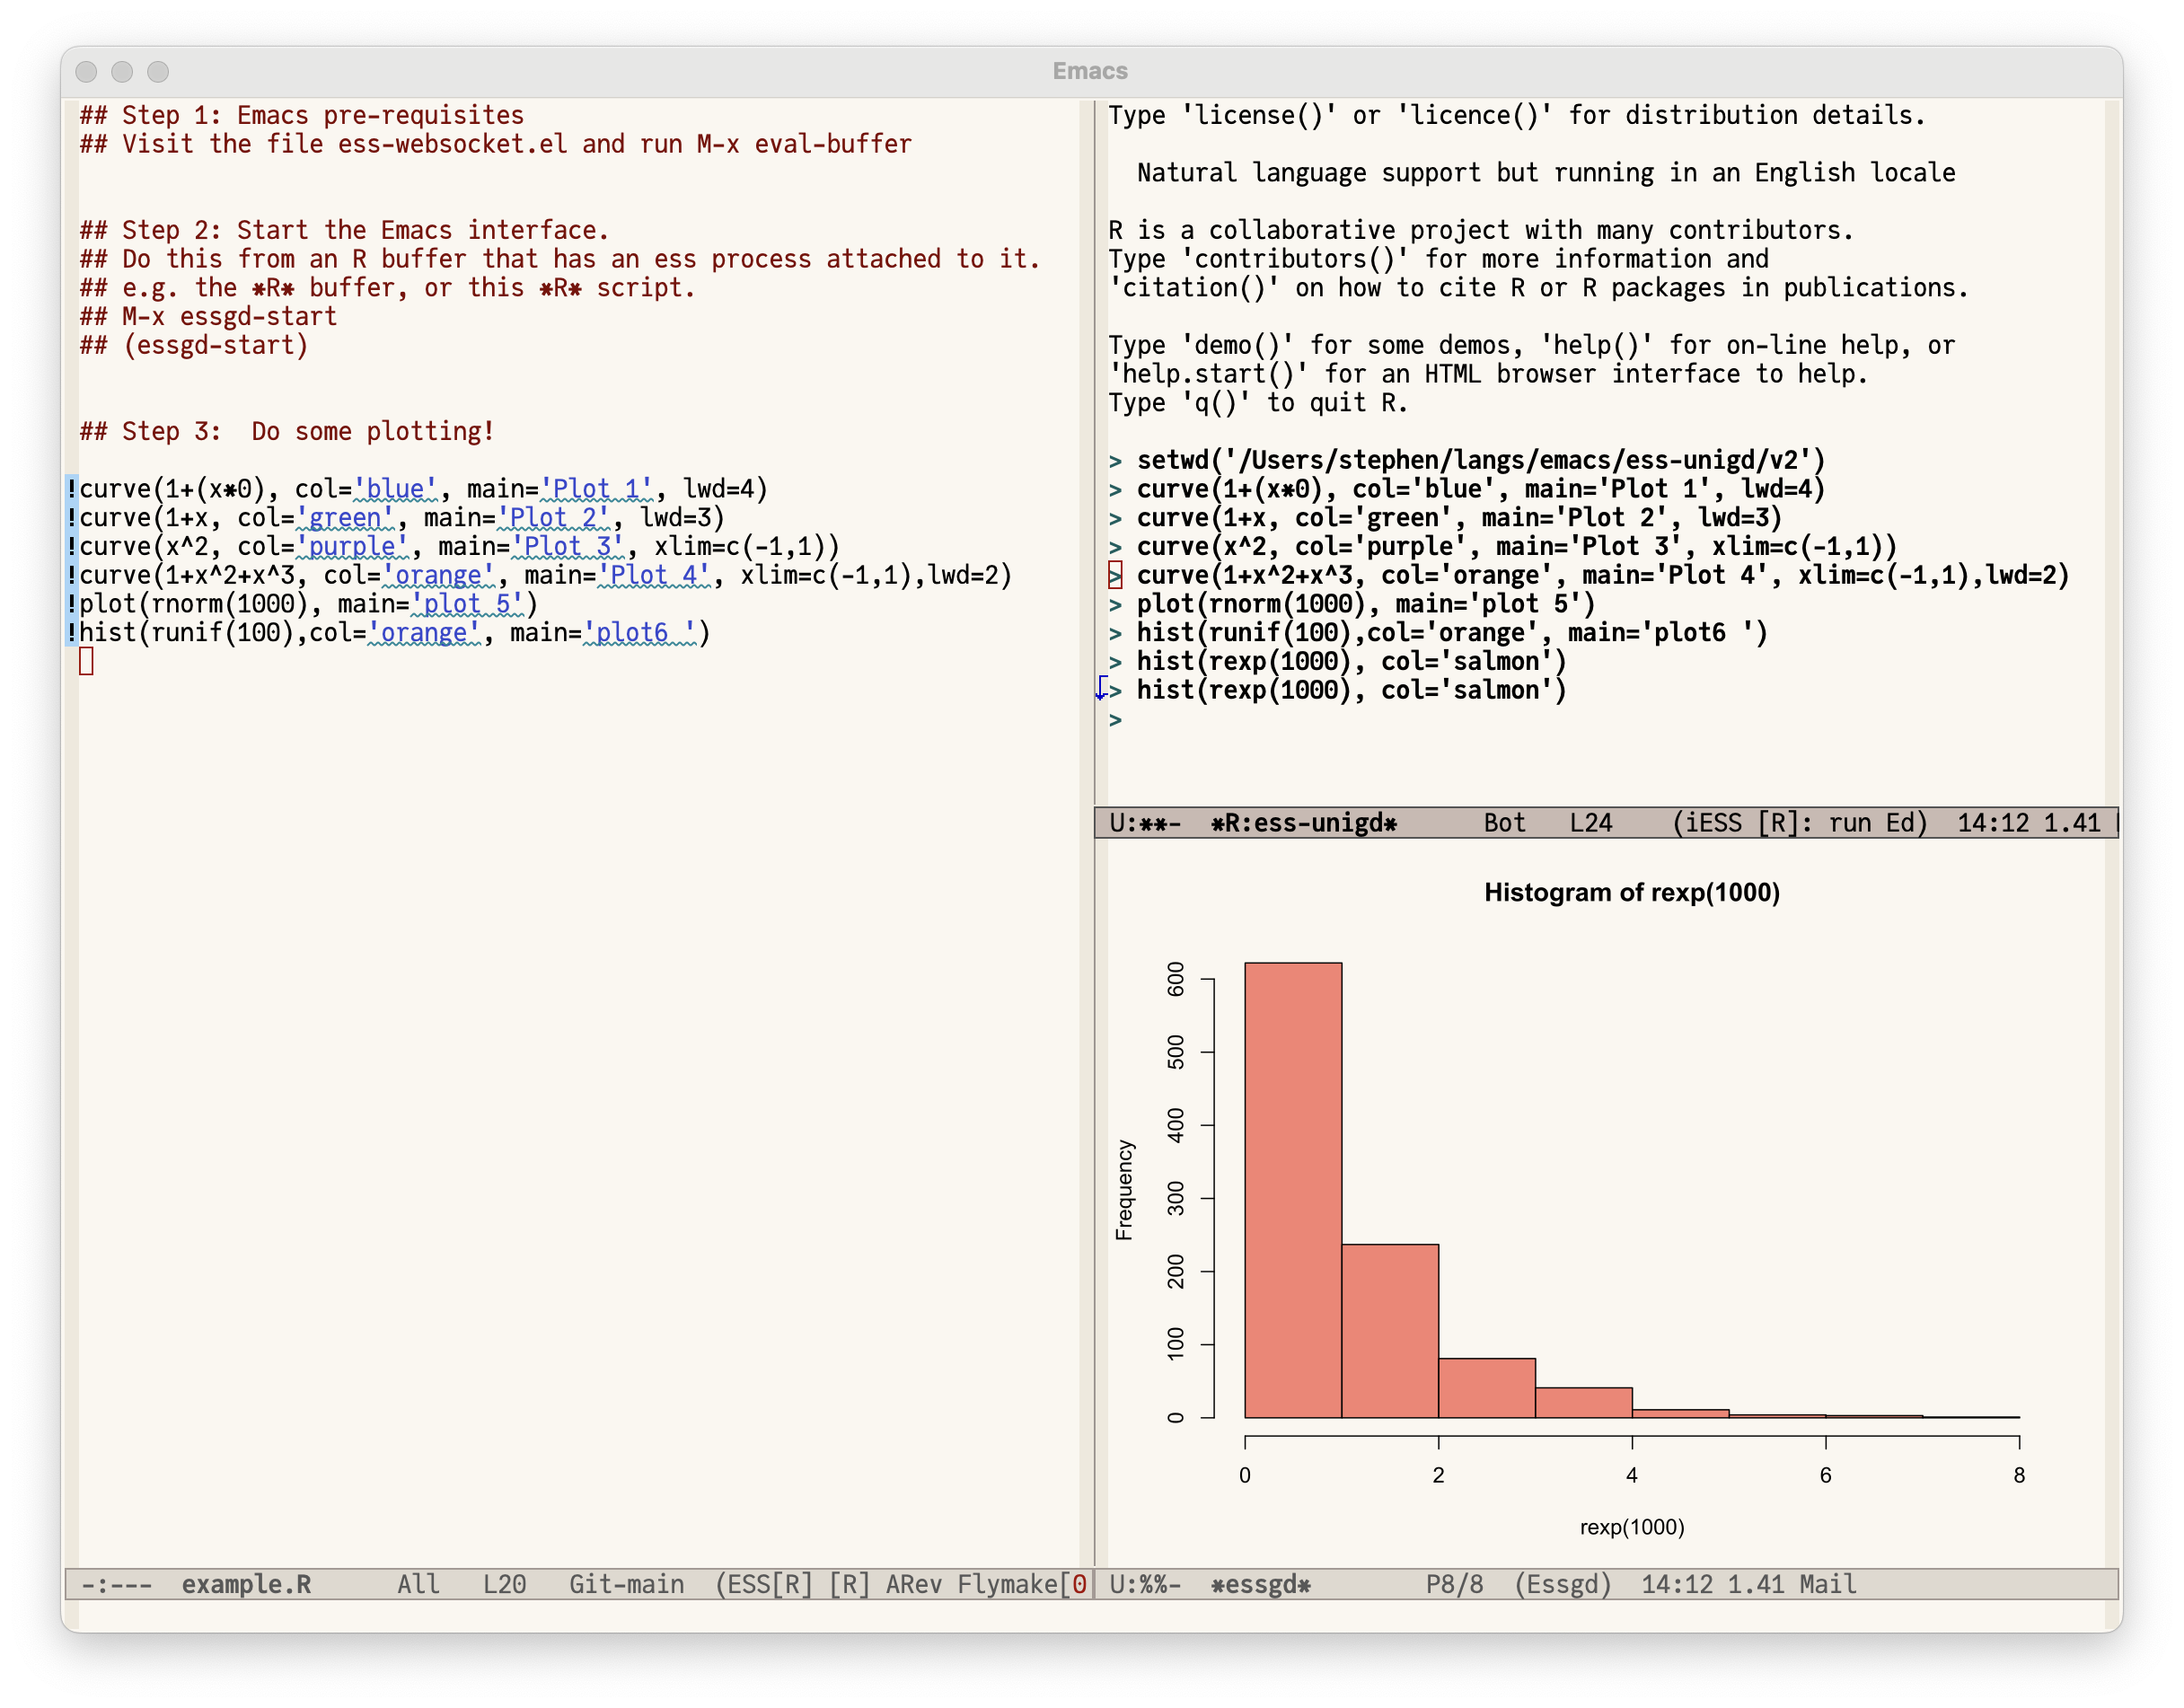 Emacs
## Step 1: Emacs pre-requisites
## Visit the file ess-websocket.el and run M-x eval-buffer
## Step 2: Start the Emacs interface.
## Do this from an R buffer that has an ess process attached to it.
## e.g. the *R* buffer, or this *R* script.
## M-x essgd-start
## (essgd-start)
## Step 3:  Do some plotting!
!curve(1+(x*0), col='blue', main='Plot 1', lwd=4)
!curve(1+x, col='green', main='Plot 2', lwd=3)
!curve(x^2, col='purple', main='Plot 3', xlim=c(-1,1))
!curve(1+x^2+x^3, col='orange', main='Plot 4', xlim=c(-1,1),lwd=2)
!plot(rnorm(1000), main='plot 5')
!hist(runif(100),col='orange', main='plot6 ')
-:---  example.R      All   L20   Git-main  (ESS[R] [R] ARev Flymake[0
Type 'license()' or 'licence()' for distribution details.
Natural language support but running in an English locale
R is a collaborative project with many contributors.
Type 'contributors()' for more information and
'citation()' on how to cite R or R packages in publications.
Type 'demo()' for some demos, 'help()' for on-line help, or
'help.start()' for an HTML browser interface to help.
Type 'q()' to quit R.
> setwd('/Users/stephen/langs/emacs/ess-unigd/v2')
> curve(1+(x*0), col='blue', main='Plot 1', lwd=4)
> curve(1+x, col='green', main='Plot 2', lwd=3)
> curve(x^2, col='purple', main='Plot 3', xlim=c(-1,1))
> curve(1+x^2+x^3, col='orange', main='Plot 4', xlim=c(-1,1),lwd=2)
> plot(rnorm(1000), main='plot 5')
> hist(runif(100),col='orange', main='plot6 ')
> hist(rexp(1000), col='salmon')
> hist(rexp(1000), col='salmon')
>
U:**-  *R:ess-unigd*      Bot   L24    (iESS [R]: run Ed)  14:12 1.41
Histogram of rexp(1000)
Frequency
600
500
400
300
200
100
0
0 2 4 6 8
rexp(1000)
U:%%-  *essgd*        P8/8  (Essgd)  14:12 1.41 Mail